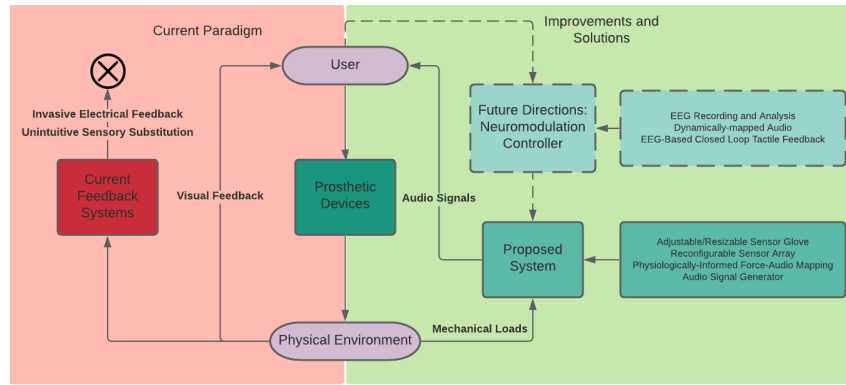 Current Paradigm
Improvements and
Solutions
User
Invasive Electrical Feedback
Unintuitive Sensory Substitution
Future Directions:
Neuromodulation
Controller
EEG Recording and Analysis
Dynamically-mapped Audio
EEG-Based Closed Loop Tactile Feedback
Current
Feedback
Systems
Visual Feedback
Prosthetic
Devices
Audio Signals
Proposed
System
Adjustable/Resizable Sensor Glove
Reconfigurable Sensor Array
Physiologically-Informed Force-Audio Mapping
Audio Signal Generator
Physical Environment
Mechanical Loads